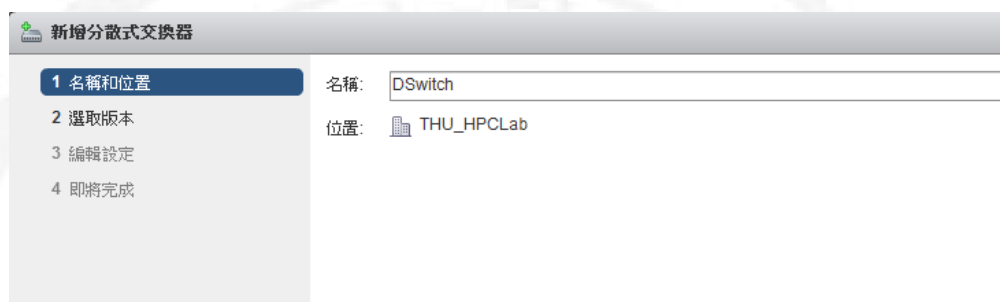 新增分散式交換器
1 名稱和位置
2 選取版本
3 編輯設定
4 即將完成
名稱: DSwitch
位置: THU_HPCLab